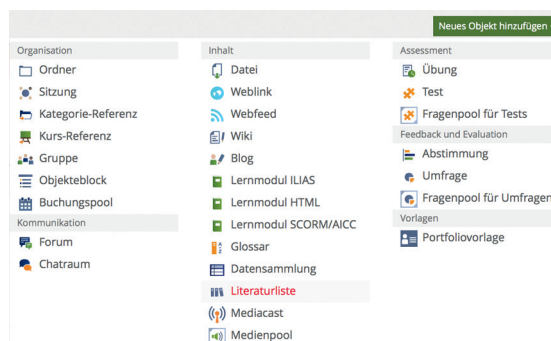 Neues Objekt hinzufügen
Organisation
Ordner
Sitzung
Kategorie-Referenz
Kurs-Referenz
Gruppe
Objekteblock
Buchungspool
Kommunikation
Forum
Chatraum
Inhalt
Datei
Weblink
Webfeed
Wiki
Blog
Lernmodul ILIAS
Lernmodul HTML
Lernmodul SCORM/AICC
Glossar
Datensammlung
Literaturliste
Mediacast
Medienpool
Assessment
Übung
Test
Fragenpool für Tests
Feedback und Evaluation
Abstimmung
Umfrage
Fragenpool für Umfragen
Vorlagen
Portfoliovorlage